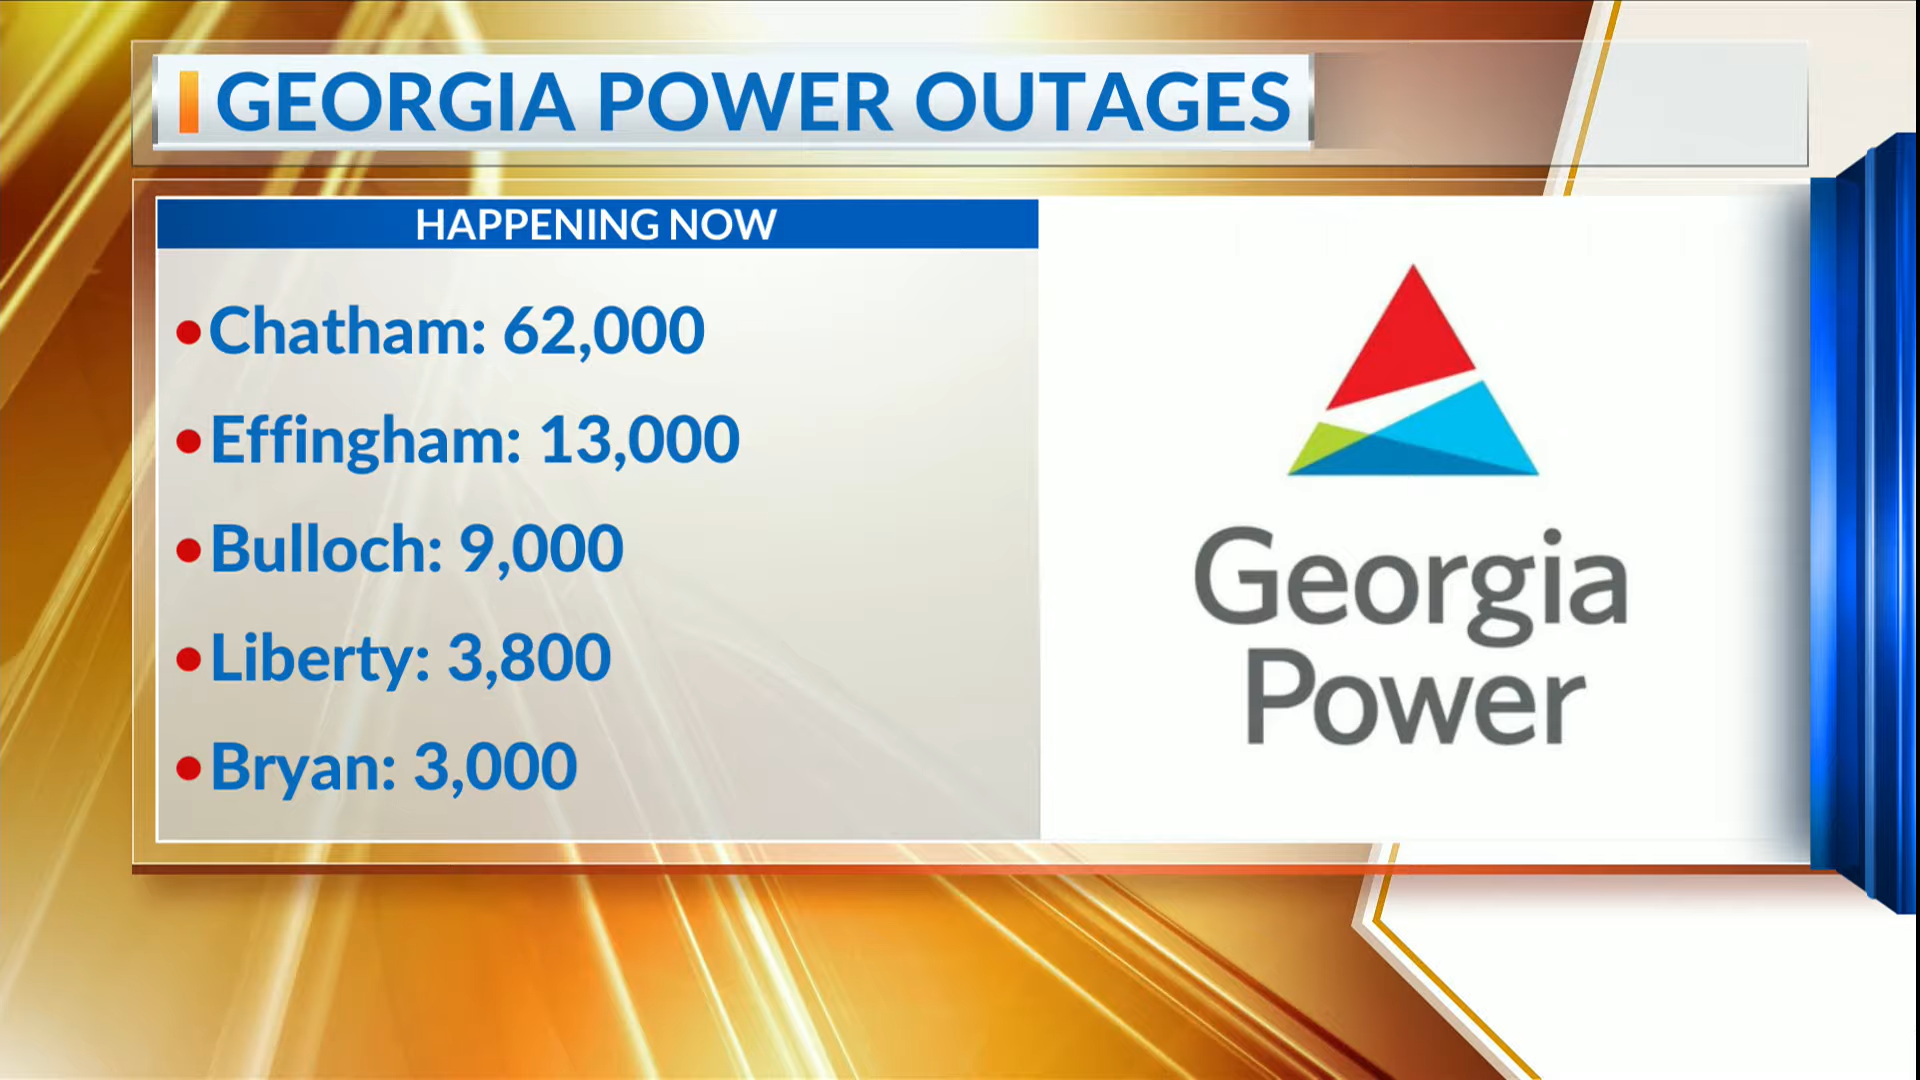 GEORGIA POWER OUTAGES
HAPPENING NOW
•Chatham: 62,000
•Effingham: 13,000
•Bulloch: 9,000
•Liberty: 3,800
•Bryan: 3,000
Georgia
Power